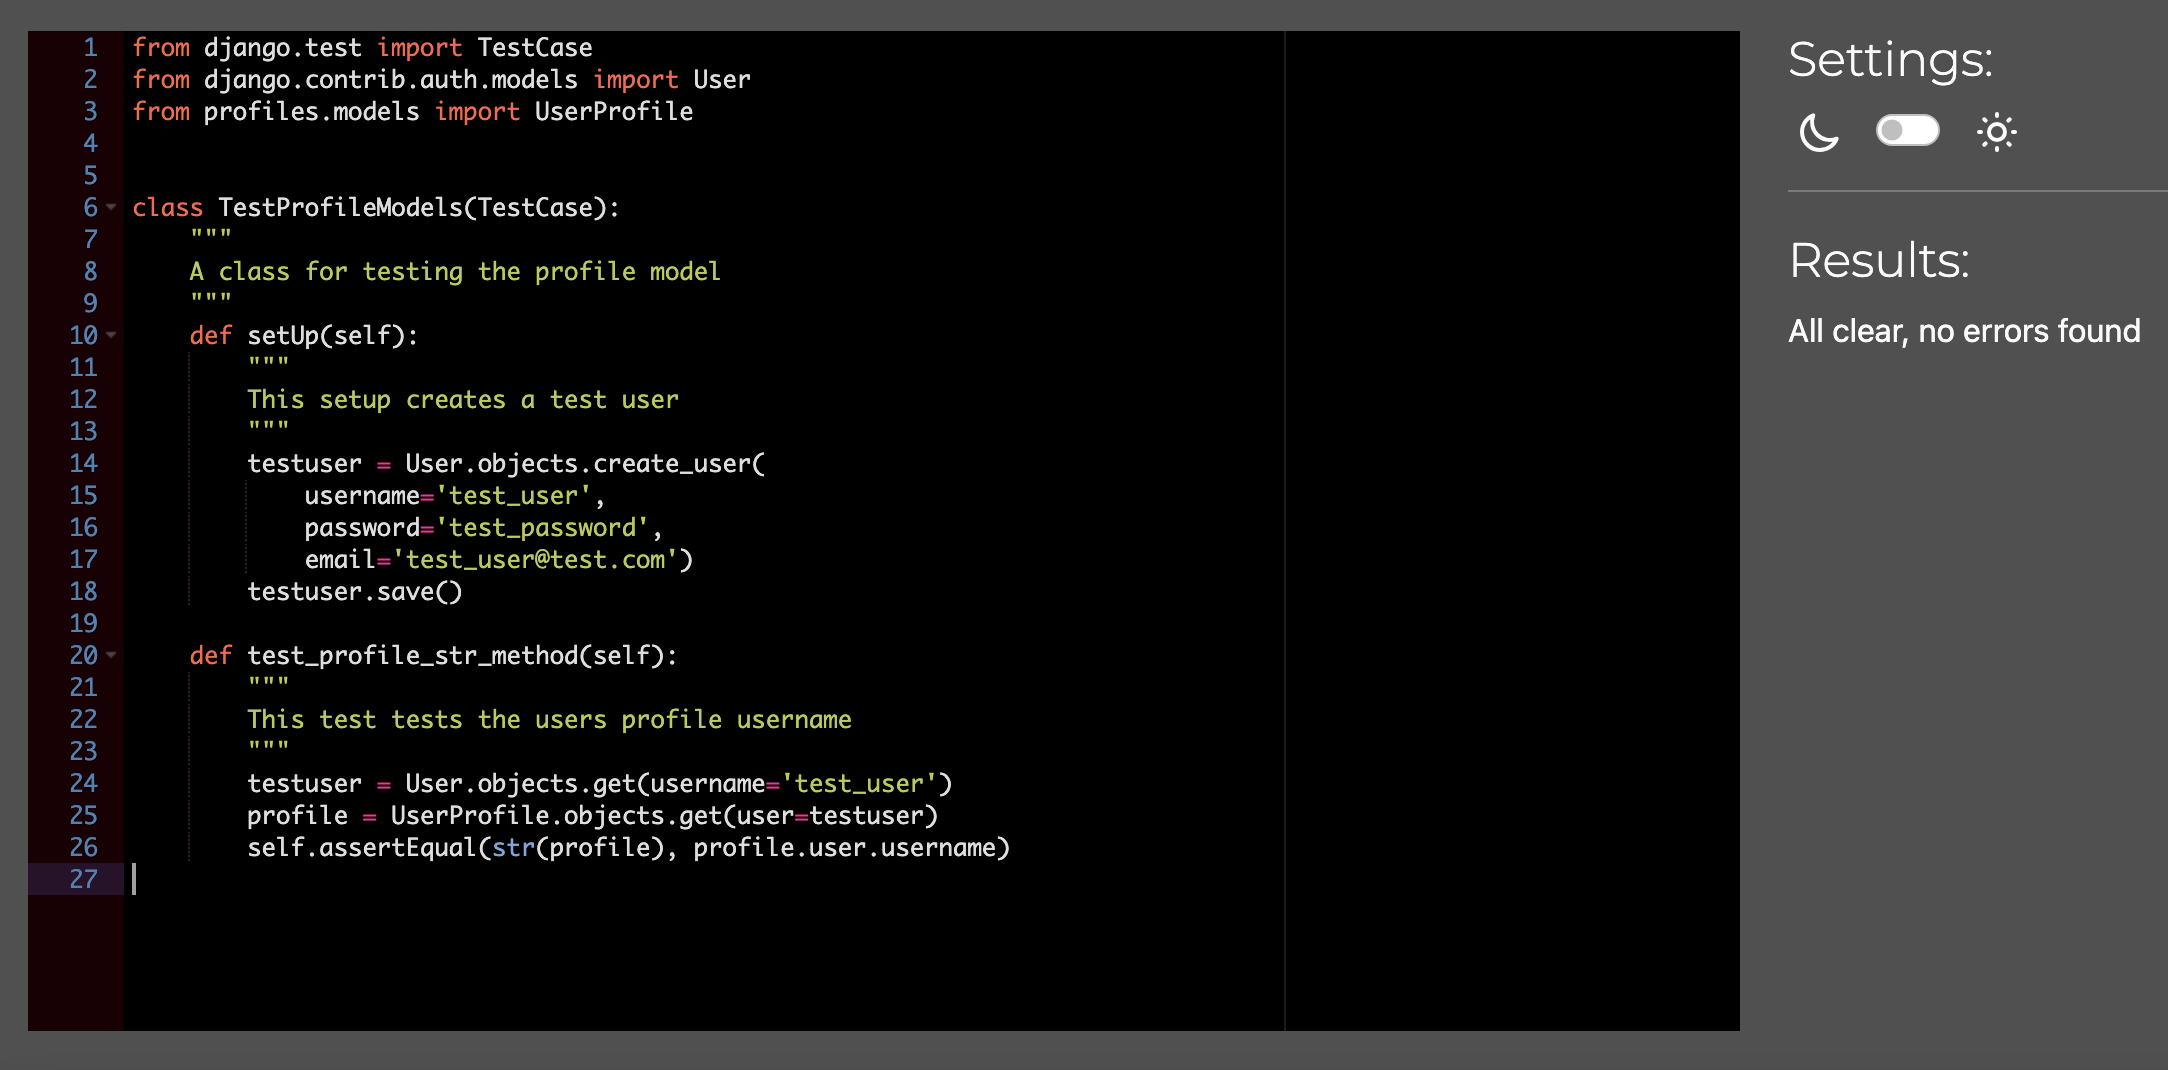 1 from django.test import TestCase
2 from django.contrib.auth.models import User
3 from profiles.models import UserProfile
4
5
6 class TestProfileModels(TestCase):
7     """
8     A class for testing the profile model
9     """
10     def setUp(self):
11         """
12         This setup creates a test user
13         """
14         testuser = User.objects.create_user(
15             username='test_user',
16             password='test_password',
17             email='test_user@test.com')
18         testuser.save()
19
20     def test_profile_str_method(self):
21         """
22         This test tests the users profile username
23         """
24         testuser = User.objects.get(username='test_user')
25         profile = UserProfile.objects.get(user=testuser)
26         self.assertEqual(str(profile), profile.user.username)
27
Settings:
Results:
All clear, no errors found